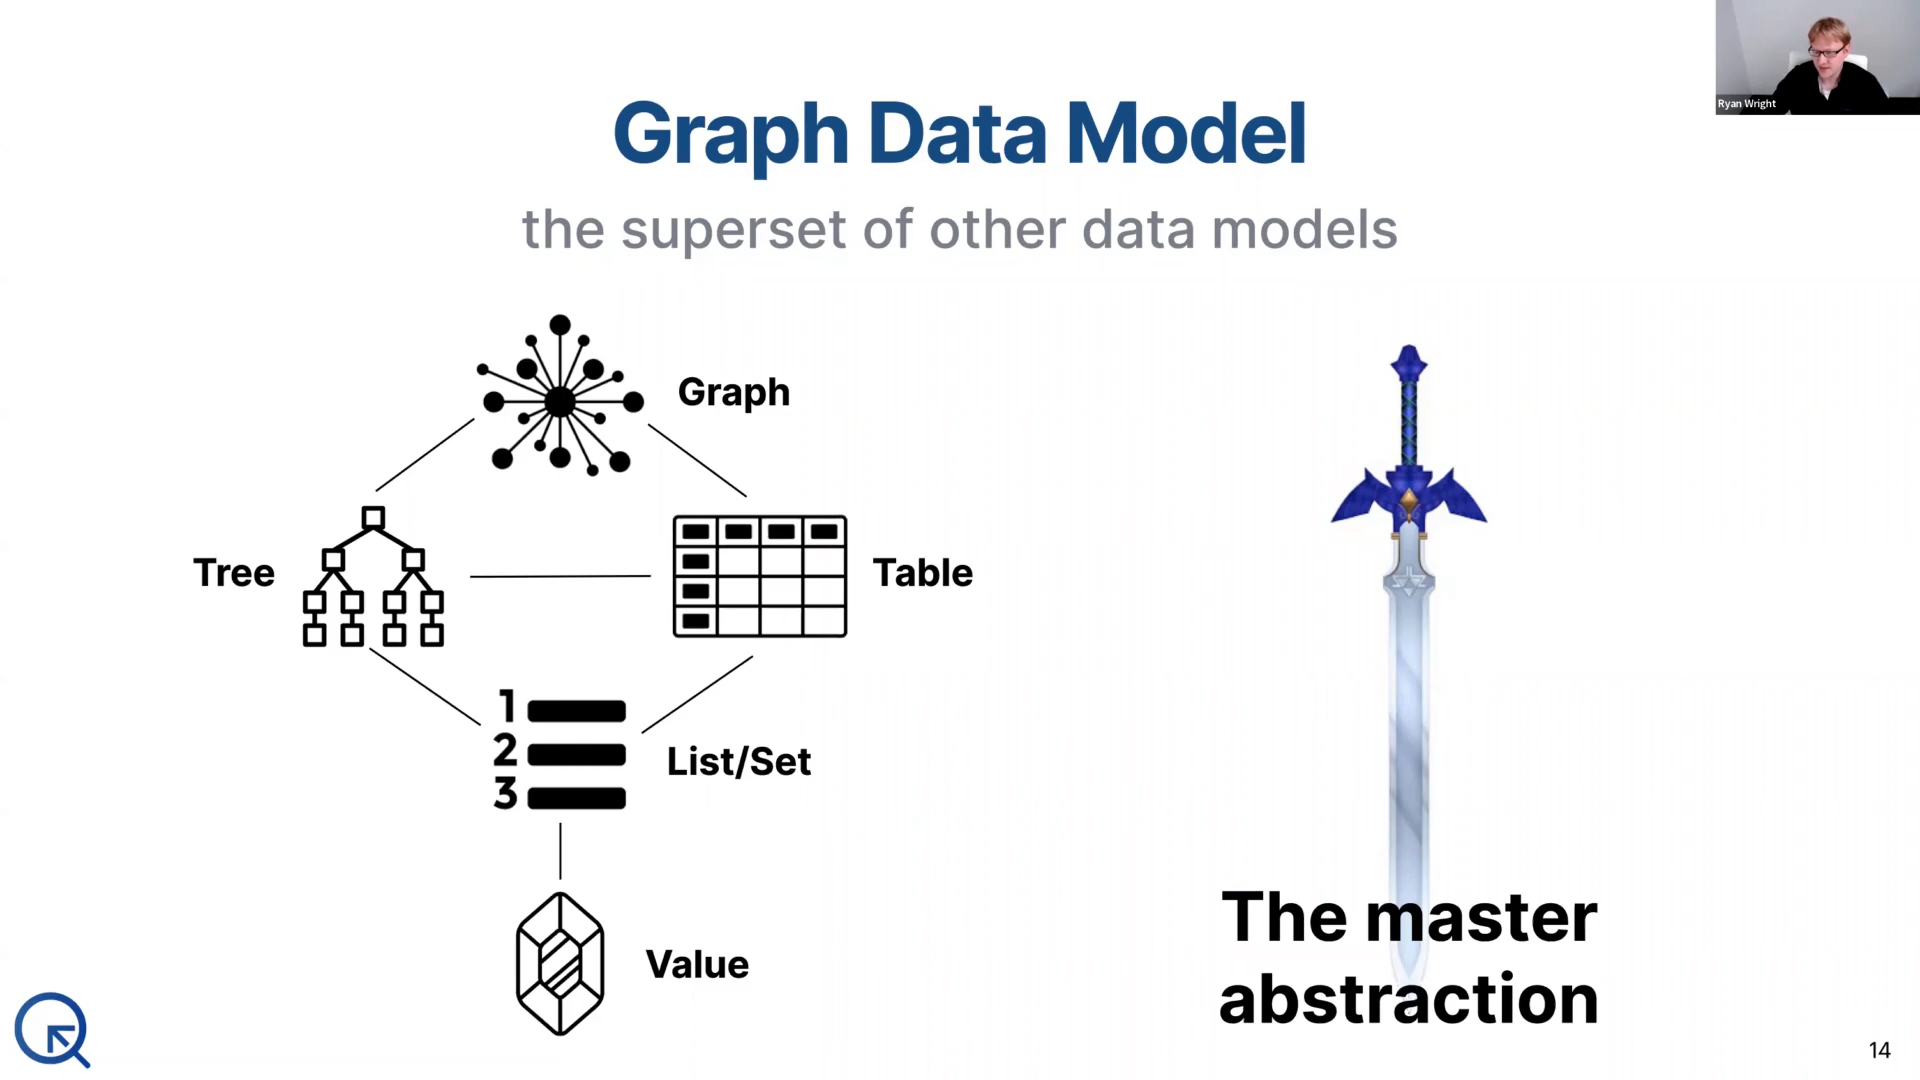 Ryan Wright
Graph Data Model
the superset of other data models
Graph
Tree
Table
1
2
3
List/Set
Value
The master
abstraction
14